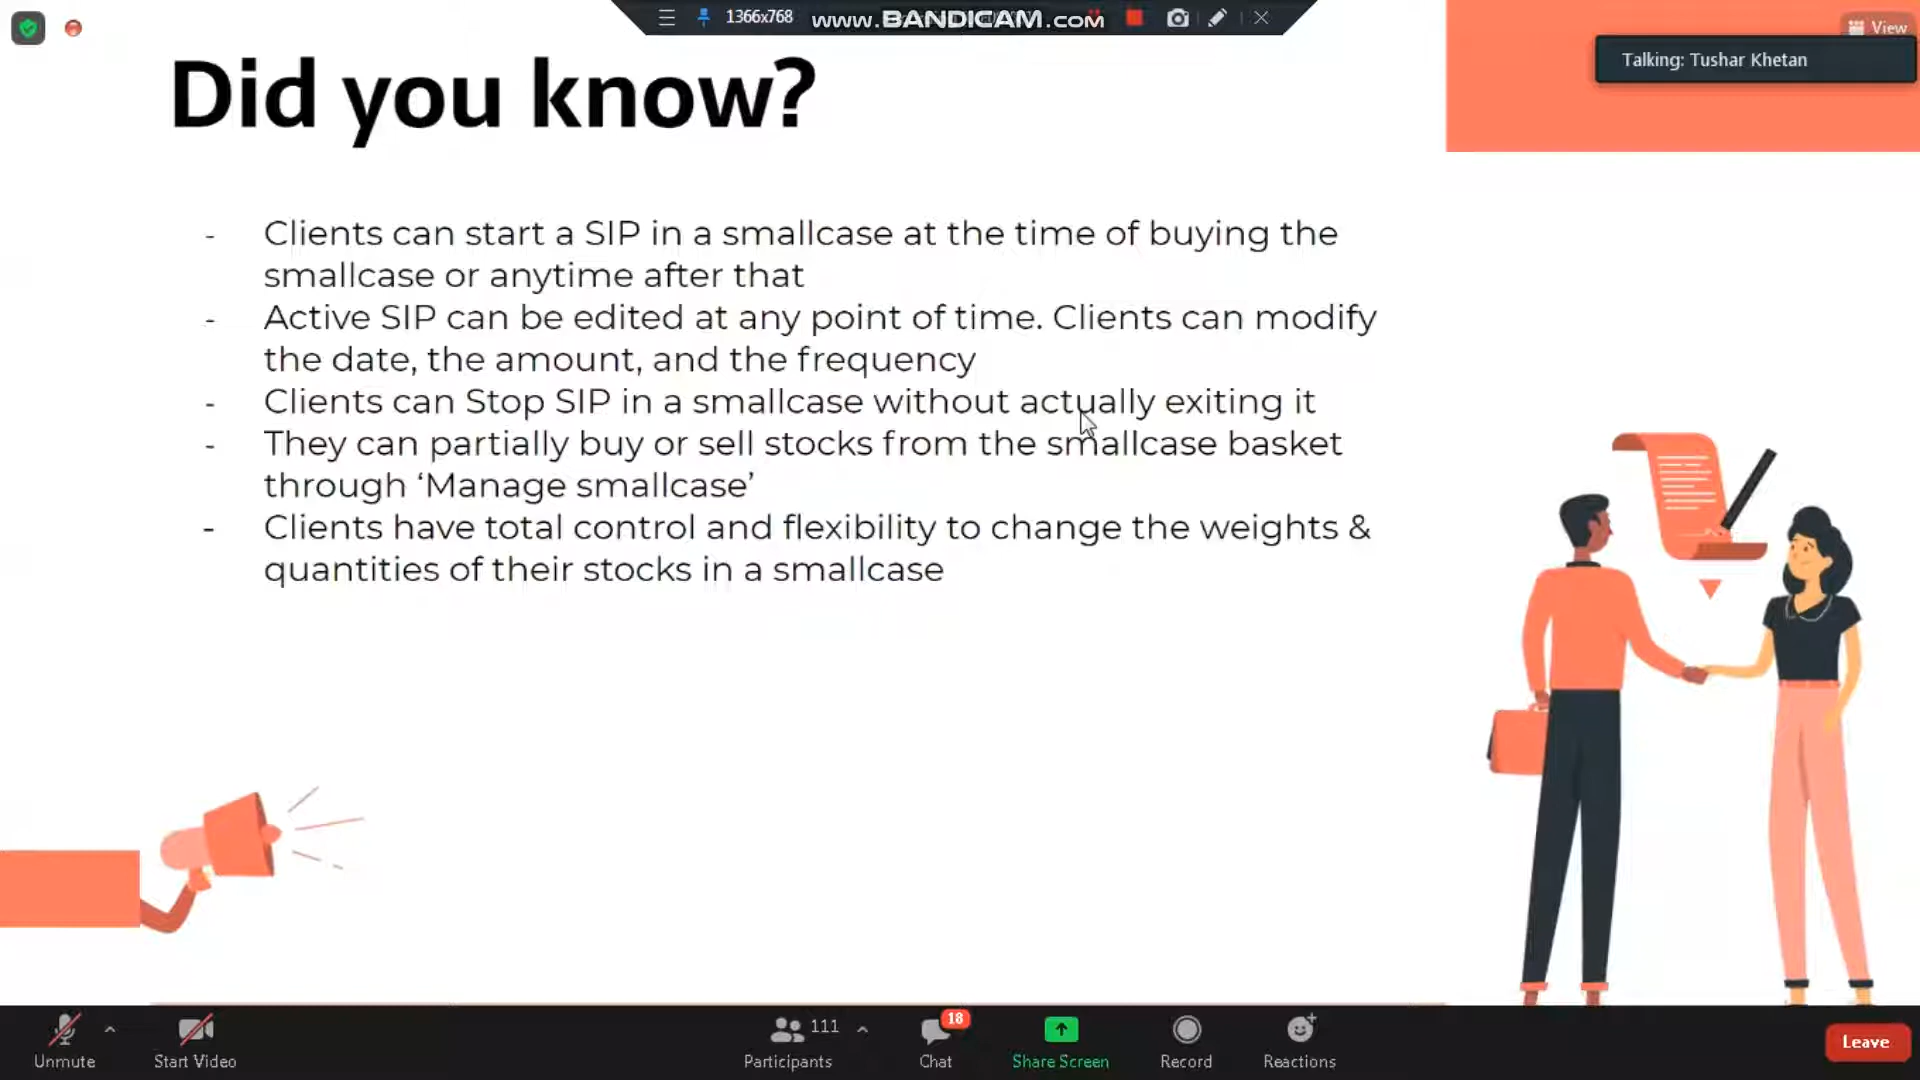 1366x768
www.BANDICAM.com
View
Talking: Tushar Khetan
Did you know?
- Clients can start a SIP in a smallcase at the time of buying the
smallcase or anytime after that
- Active SIP can be edited at any point of time. Clients can modify
the date, the amount, and the frequency
- Clients can Stop SIP in a smallcase without actually exiting it
- They can partially buy or sell stocks from the smallcase basket
through ‘Manage smallcase’
- Clients have total control and flexibility to change the weights &
quantities of their stocks in a smallcase
111
18
Unmute
Start Video
Participants
Chat
Share Screen
Record
Reactions
Leave